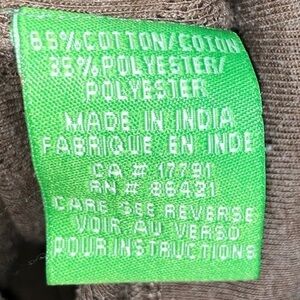 65% COTTON/COTON
35% POLYESTER/
POLYESTER
MADE IN INDIA
FABRIQUE EN INDE
CA # 17791
RN # 86421
CARE SEE REVERSE
VOIR AU VERSO
POUR INSTRUCTIONS